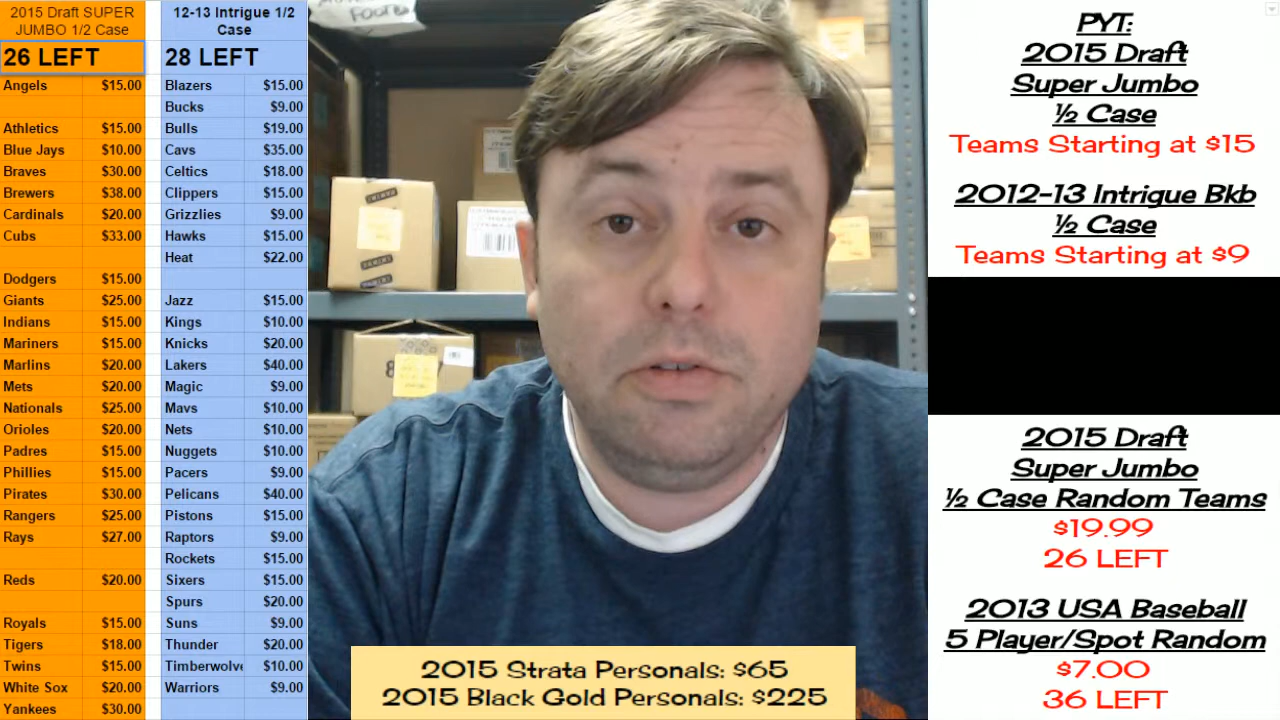 2015 Draft SUPER
JUMBO 1/2 Case
26 LEFT
Angels $15.00
Athletics $15.00
Blue Jays $10.00
Braves $30.00
Brewers $38.00
Cardinals $20.00
Cubs $33.00
Dodgers $15.00
Giants $25.00
Indians $15.00
Mariners $15.00
Marlins $20.00
Mets $20.00
Nationals $25.00
Orioles $20.00
Padres $15.00
Phillies $15.00
Pirates $30.00
Rangers $25.00
Rays $27.00
Reds $20.00
Royals $15.00
Tigers $18.00
Twins $15.00
White Sox $20.00
Yankees $30.00
12-13 Intrigue 1/2
Case
28 LEFT
Blazers $15.00
Bucks $9.00
Bulls $19.00
Cavs $35.00
Celtics $18.00
Clippers $15.00
Grizzlies $9.00
Hawks $15.00
Heat $22.00
Jazz $15.00
Kings $10.00
Knicks $20.00
Lakers $40.00
Magic $9.00
Mavs $10.00
Nets $10.00
Nuggets $10.00
Pacers $9.00
Pelicans $40.00
Pistons $15.00
Raptors $9.00
Rockets $15.00
Sixers $15.00
Spurs $20.00
Suns $9.00
Thunder $20.00
Timberwolve $10.00
Warriors $9.00
2015 Strata Personals: $65
2015 Black Gold Personals: $225
PYT:
2015 Draft
Super Jumbo
½ Case
Teams Starting at $15
2012-13 Intrigue Bkb
½ Case
Teams Starting at $9
2015 Draft
Super Jumbo
½ Case Random Teams
$19.99
26 LEFT
2013 USA Baseball
5 Player/Spot Random
$7.00
36 LEFT